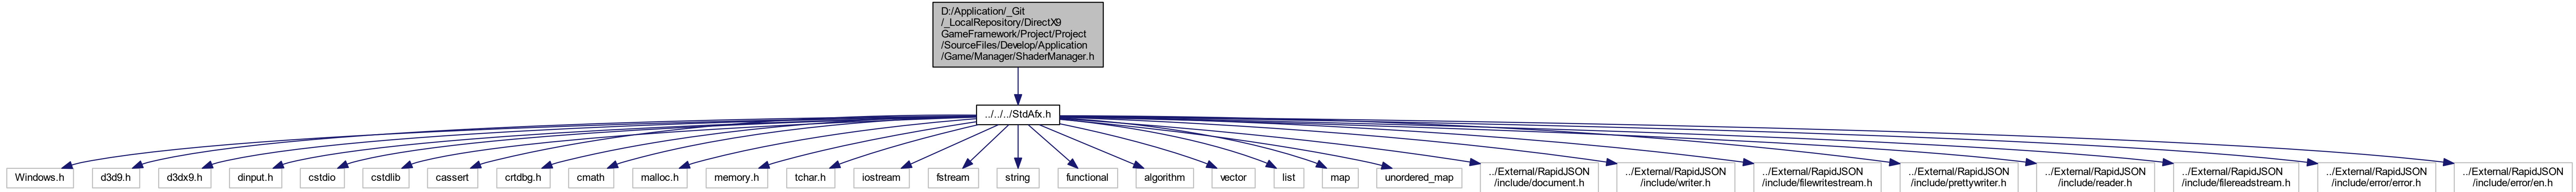 D:/Application/_Git
/_LocalRepository/DirectX9
GameFramework/Project/Project
/SourceFiles/Develop/Application
/Game/Manager/ShaderManager.h
../../../StdAfx.h
Windows.h
d3d9.h
d3dx9.h
dinput.h
cstdio
cstdlib
cassert
crtdbg.h
cmath
malloc.h
memory.h
tchar.h
iostream
fstream
string
functional
algorithm
vector
list
map
unordered_map
../External/RapidJSON
/include/document.h
../External/RapidJSON
/include/writer.h
../External/RapidJSON
/include/filewritestream.h
../External/RapidJSON
/include/prettywriter.h
../External/RapidJSON
/include/reader.h
../External/RapidJSON
/include/filereadstream.h
../External/RapidJSON
/include/error/error.h
../External/RapidJSON
/include/error/en.h